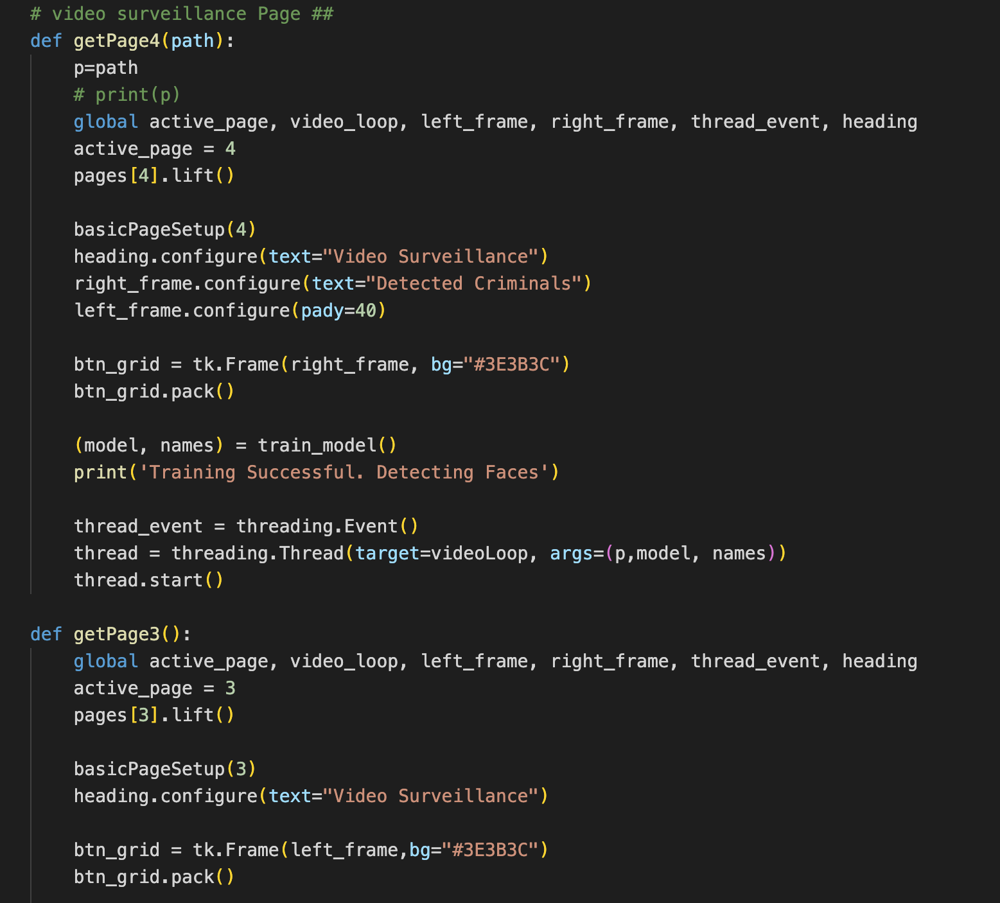 # video surveillance Page ##
def getPage4(path):
    p=path
    # print(p)
    global active_page, video_loop, left_frame, right_frame, thread_event, heading
    active_page = 4
    pages[4].lift()

    basicPageSetup(4)
    heading.configure(text="Video Surveillance")
    right_frame.configure(text="Detected Criminals")
    left_frame.configure(pady=40)

    btn_grid = tk.Frame(right_frame, bg="#3E3B3C")
    btn_grid.pack()

    (model, names) = train_model()
    print('Training Successful. Detecting Faces')

    thread_event = threading.Event()
    thread = threading.Thread(target=videoLoop, args=(p,model, names))
    thread.start()

def getPage3():
    global active_page, video_loop, left_frame, right_frame, thread_event, heading
    active_page = 3
    pages[3].lift()

    basicPageSetup(3)
    heading.configure(text="Video Surveillance")

    btn_grid = tk.Frame(left_frame,bg="#3E3B3C")
    btn_grid.pack()